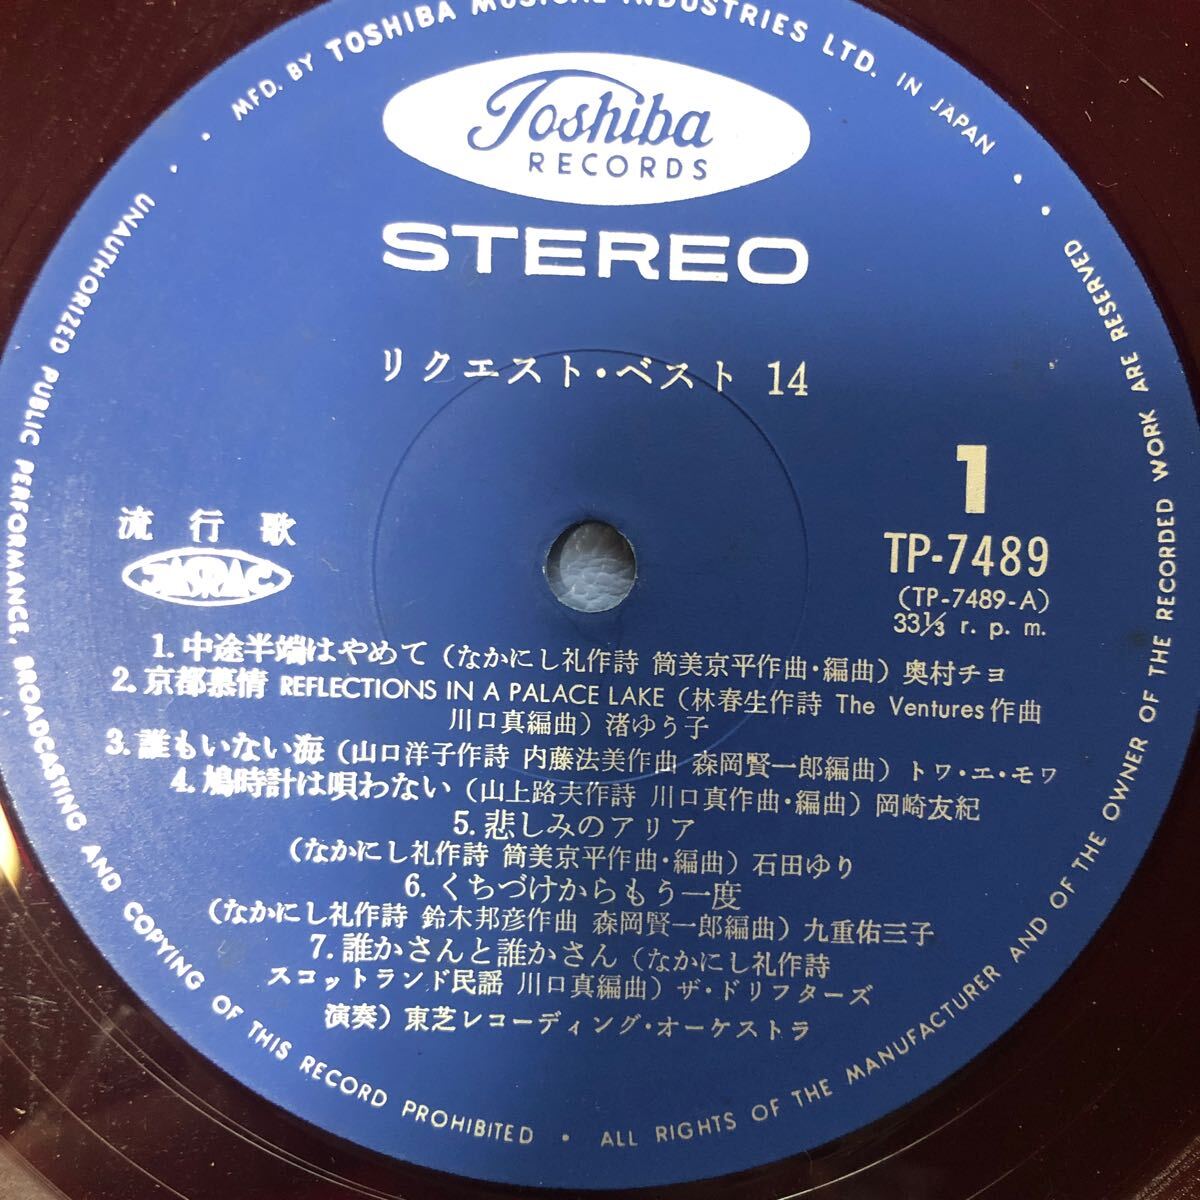 MFD. BY TOSHIBA MUSICAL INDUSTRIES LTD. IN JAPAN
Toshiba
RECORDS
STEREO
リクエスト・ベスト 14
1
流行歌
JASRAC
TP-7489
(TP-7489-A)
33⅓ r. p. m.
1. 中途半端はやめて (なかにし礼作詩 筒美京平作曲・編曲) 奥村チヨ
2. 京都慕情 REFLECTIONS IN A PALACE LAKE (林春生作詩 The Ventures作曲
川口真編曲) 渚ゆう子
3. 誰もいない海 (山口洋子作詩 内藤法美作曲 森岡賢一郎編曲) トワ・エ・モワ
4. 鳩時計は唄わない (山上路夫作詩 川口真作曲・編曲) 岡崎友紀
5. 悲しみのアリア
(なかにし礼作詩 筒美京平作曲・編曲) 石田ゆり
6. くちづけからもう一度
(なかにし礼作詩 鈴木邦彦作曲 森岡賢一郎編曲) 九重佑三子
7. 誰かさんと誰かさん (なかにし礼作詩
スコットランド民謡 川口真編曲) ザ・ドリフターズ
演奏) 東芝レコーディング・オーケストラ
UNAUTHORIZED PUBLIC PERFORMANCE, BROADCASTING AND COPYING OF THIS RECORD PROHIBITED • ALL RIGHTS OF THE MANUFACTURER AND OF THE OWNER OF THE RECORDED WORK ARE RESERVED